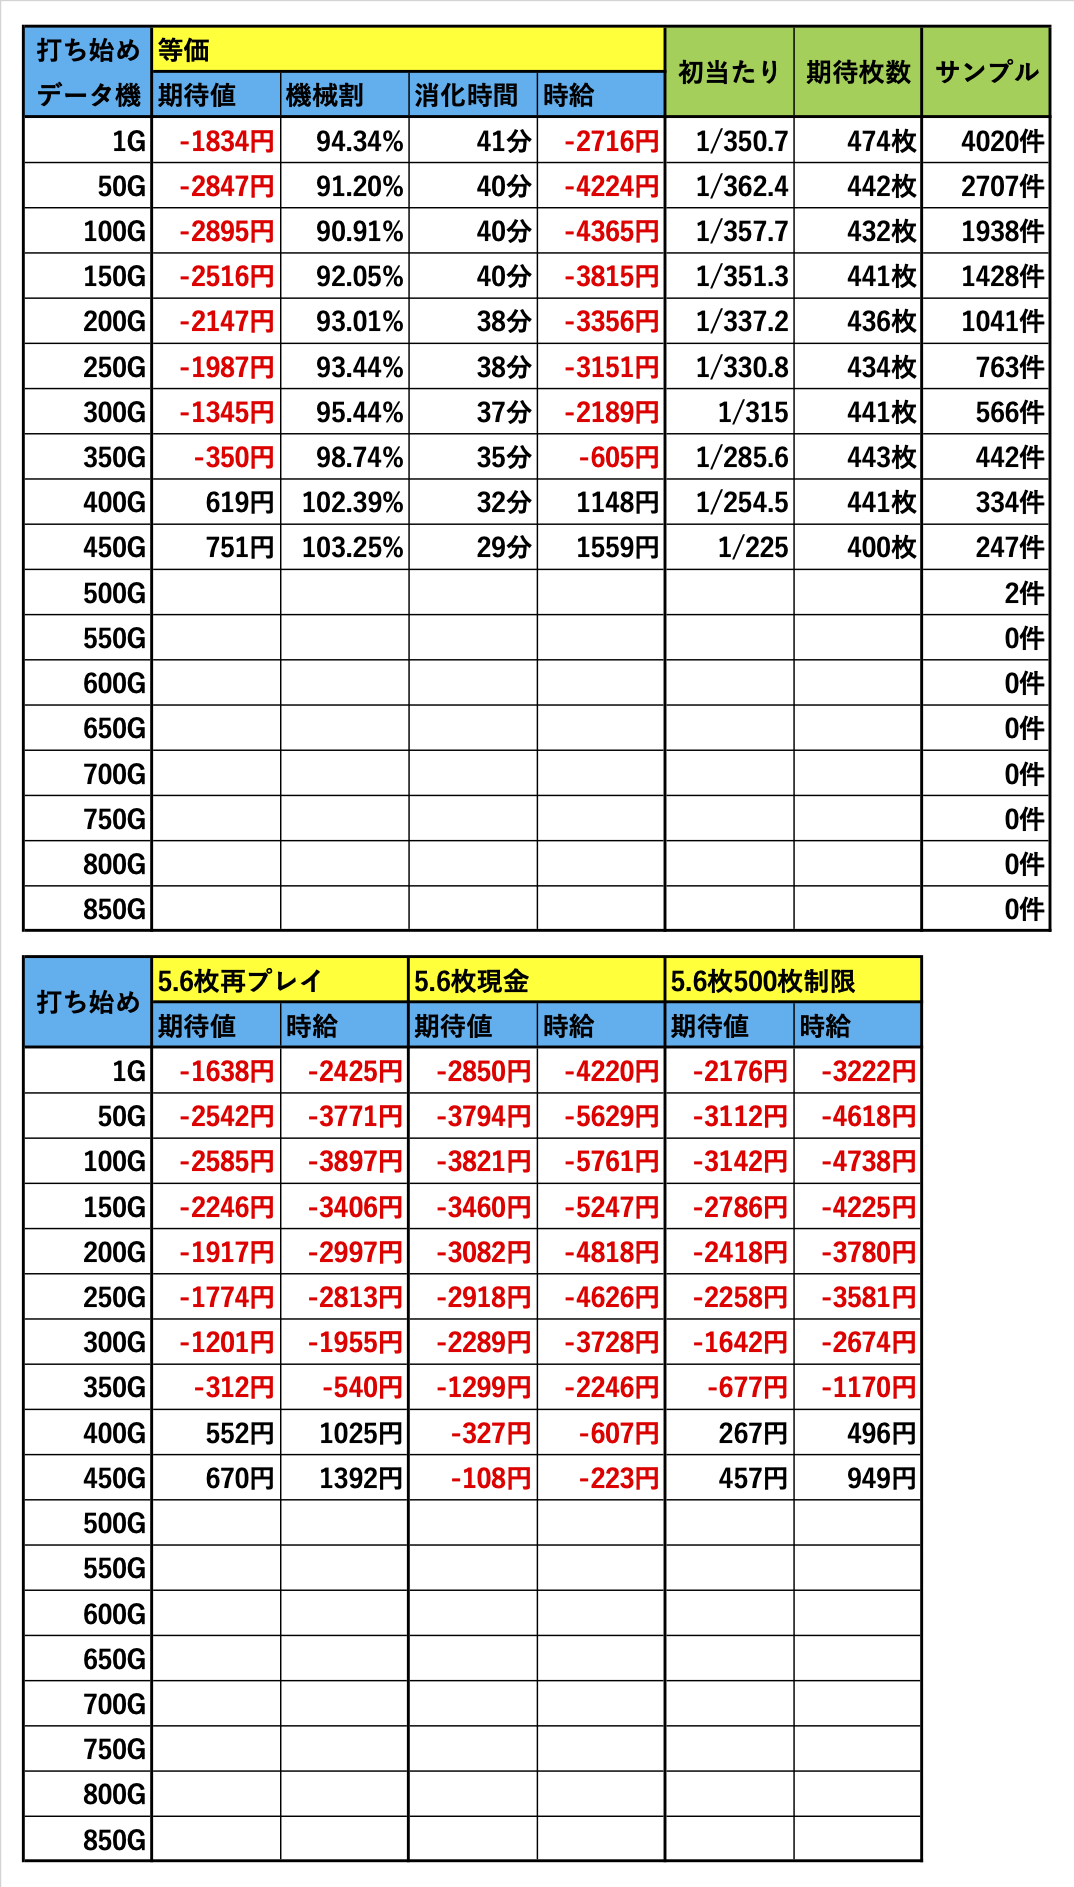 打ち始め 等価 初当たり 期待枚数 サンプル
データ機 期待値 機械割 消化時間 時給
1G -1834円 94.34% 41分 -2716円 1/350.7 474枚 4020件
50G -2847円 91.20% 40分 -4224円 1/362.4 442枚 2707件
100G -2895円 90.91% 40分 -4365円 1/357.7 432枚 1938件
150G -2516円 92.05% 40分 -3815円 1/351.3 441枚 1428件
200G -2147円 93.01% 38分 -3356円 1/337.2 436枚 1041件
250G -1987円 93.44% 38分 -3151円 1/330.8 434枚 763件
300G -1345円 95.44% 37分 -2189円 1/315 441枚 566件
350G -350円 98.74% 35分 -605円 1/285.6 443枚 442件
400G 619円 102.39% 32分 1148円 1/254.5 441枚 334件
450G 751円 103.25% 29分 1559円 1/225 400枚 247件
500G 2件
550G 0件
600G 0件
650G 0件
700G 0件
750G 0件
800G 0件
850G 0件
打ち始め 5.6枚再プレイ 5.6枚現金 5.6枚500枚制限
期待値 時給 期待値 時給 期待値 時給
1G -1638円 -2425円 -2850円 -4220円 -2176円 -3222円
50G -2542円 -3771円 -3794円 -5629円 -3112円 -4618円
100G -2585円 -3897円 -3821円 -5761円 -3142円 -4738円
150G -2246円 -3406円 -3460円 -5247円 -2786円 -4225円
200G -1917円 -2997円 -3082円 -4818円 -2418円 -3780円
250G -1774円 -2813円 -2918円 -4626円 -2258円 -3581円
300G -1201円 -1955円 -2289円 -3728円 -1642円 -2674円
350G -312円 -540円 -1299円 -2246円 -677円 -1170円
400G 552円 1025円 -327円 -607円 267円 496円
450G 670円 1392円 -108円 -223円 457円 949円
500G
550G
600G
650G
700G
750G
800G
850G